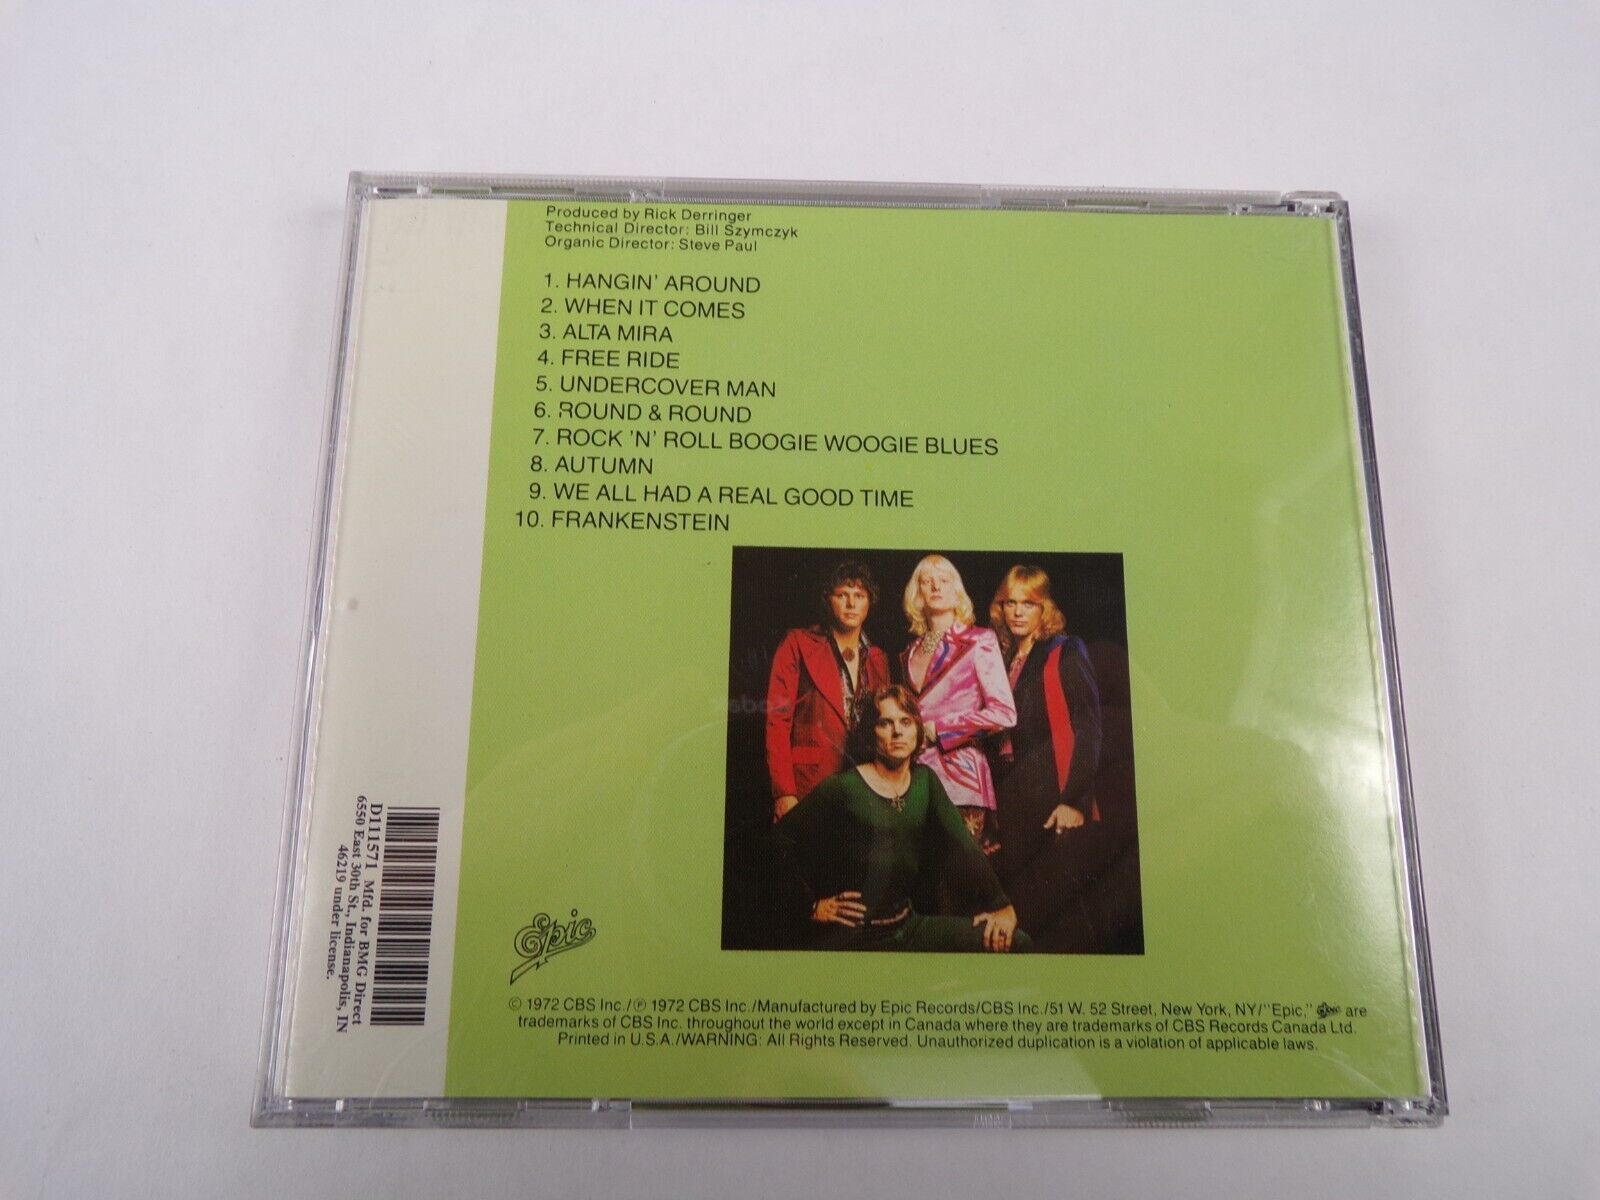 Produced by Rick Derringer
Technical Director: Bill Szymczyk
Organic Director: Steve Paul
1. HANGIN' AROUND
2. WHEN IT COMES
3. ALTA MIRA
4. FREE RIDE
5. UNDERCOVER MAN
6. ROUND & ROUND
7. ROCK 'N' ROLL BOOGIE WOOGIE BLUES
8. AUTUMN
9. WE ALL HAD A REAL GOOD TIME
10. FRANKENSTEIN
D111571 Mfd. for BMG Direct
6550 East 30th St., Indianapolis, IN
46219 under license.
Epic
© 1972 CBS Inc./℗ 1972 CBS Inc./Manufactured by Epic Records/CBS Inc./51 W. 52 Street, New York, NY/"Epic," Epic are
trademarks of CBS Inc. throughout the world except in Canada where they are trademarks of CBS Records Canada Ltd.
Printed in U.S.A./WARNING: All Rights Reserved. Unauthorized duplication is a violation of applicable laws.